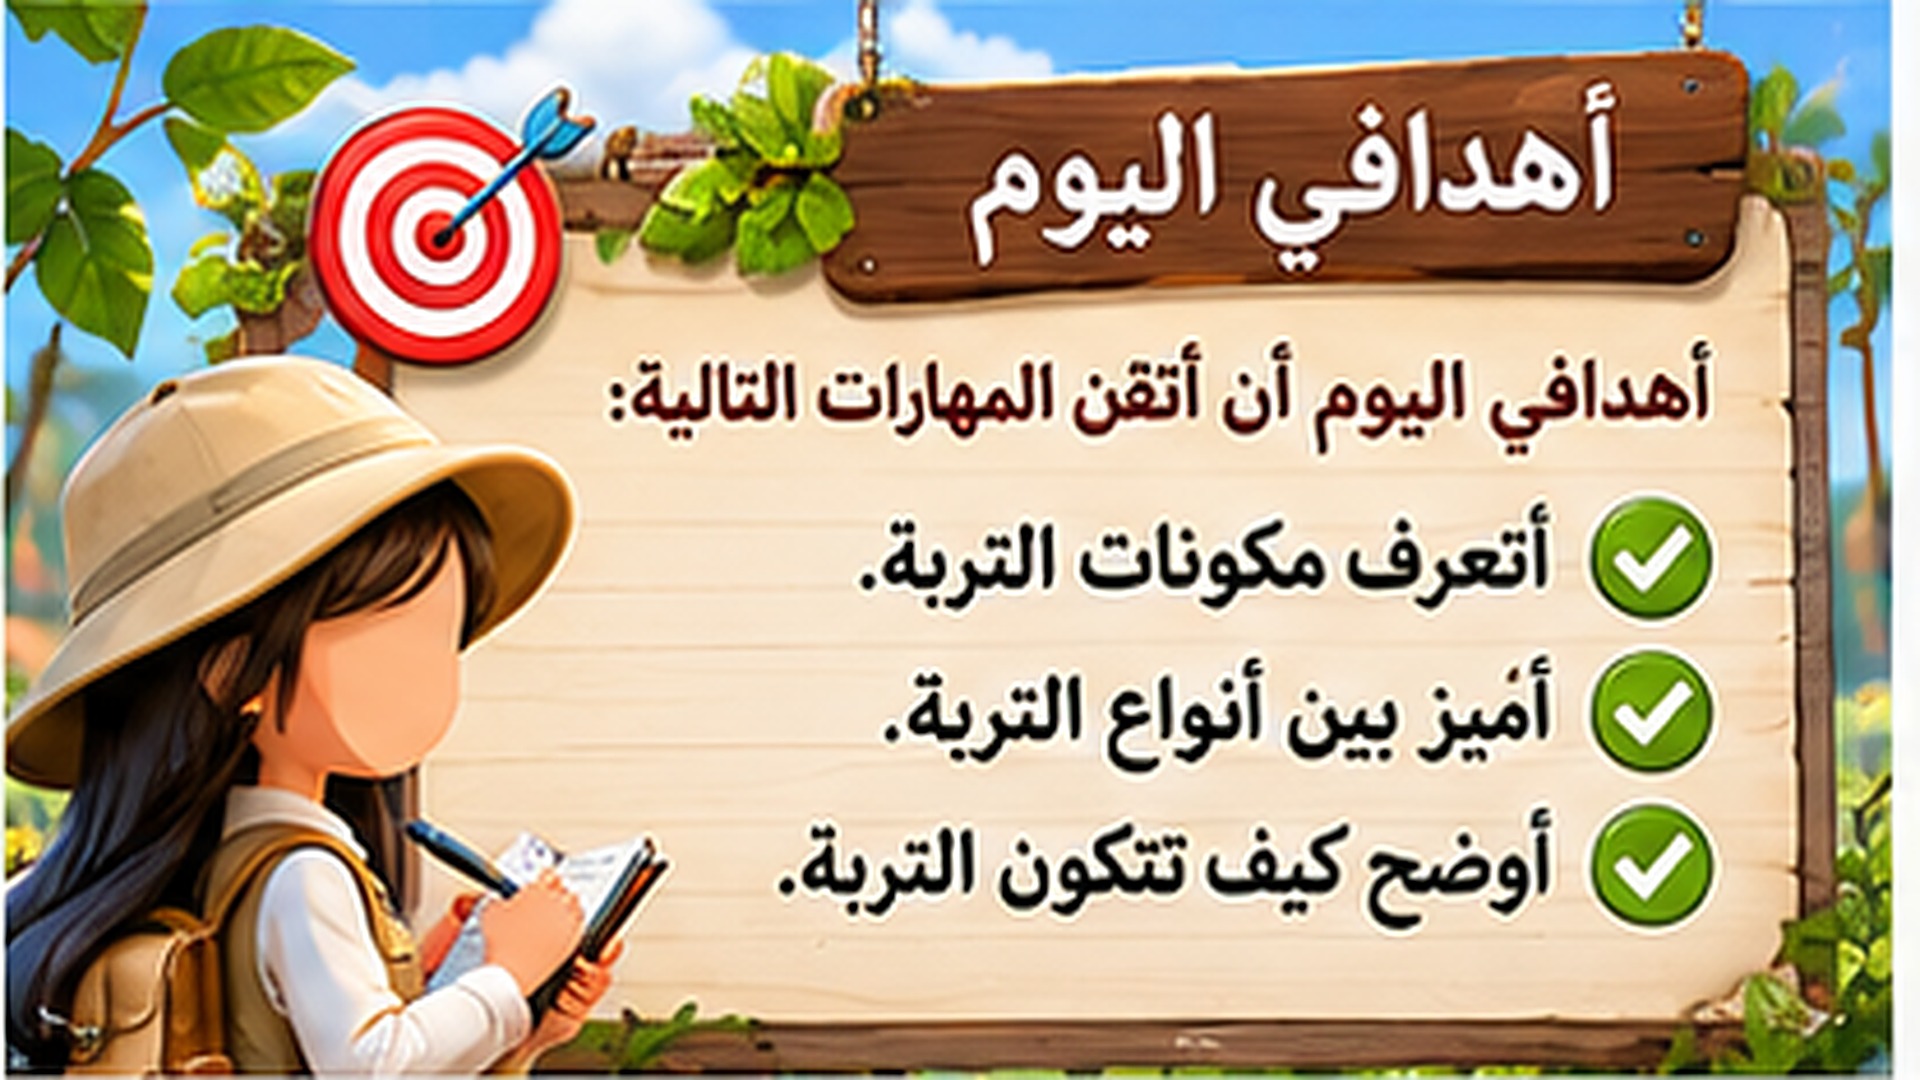 أهدافي اليوم
أهدافي اليوم أن أتقن المهارات التالية:
أتعرف مكونات التربة.
أُميز بين أنواع التربة.
أوضح كيف تتكون التربة.